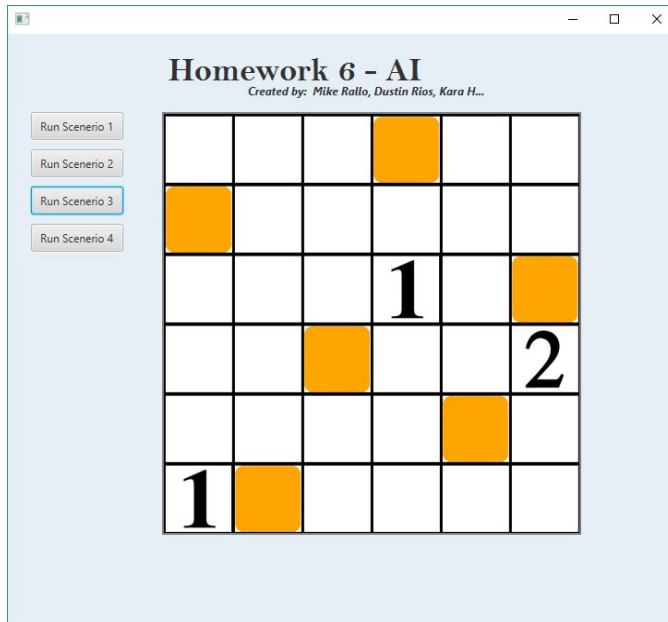 Homework 6 - AI
Created by: Mike Rallo, Dustin Rios, Kara H...
Run Scenerio 1
Run Scenerio 2
Run Scenerio 3
Run Scenerio 4
1
2
1